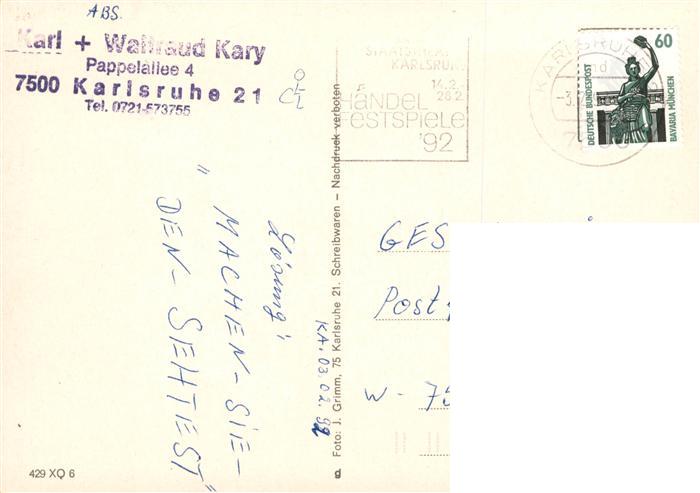 ABS.
Karl + Waltraud Kary
Pappelallee 4
7500 Karlsruhe 21
Tel. 0721-573755
STAATSTHEATER
KARLSRUHE
14.2.
28.2.
HÄNDEL
FESTSPIELE
'92
KARLSRUHE
60
DEUTSCHE BUNDESPOST
BAVARIA MÜNCHEN
Lösung:
"MACHEN-SIE-
DEN-SEHTEST"
KA, 03.02.92
Foto: J. Grimm, 75 Karlsruhe 21. Schreibwaren - Nachdruck verboten
GES
Post
W - 75
429 XQ 6